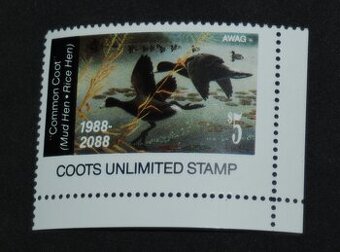 AWAG
"Common Coot
(Mud Hen • Rice Hen)
1988-
2088
$5
COOTS UNLIMITED STAMP